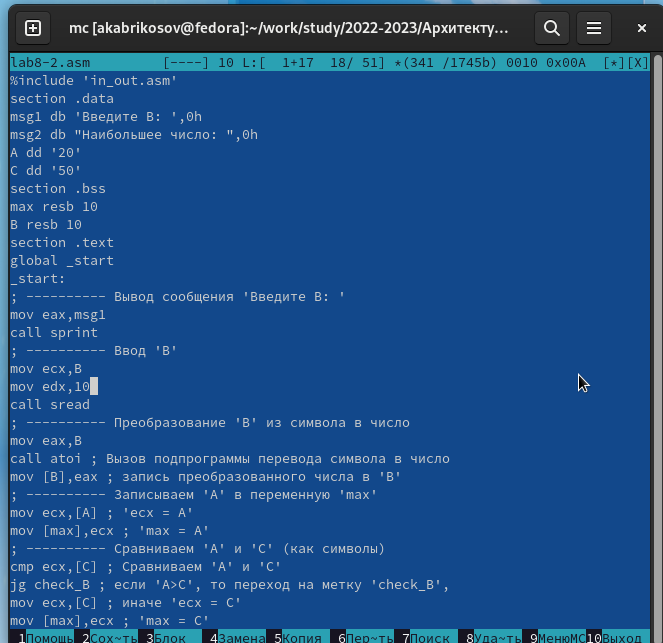 mc [akabrikosov@fedora]:~/work/study/2022-2023/Архитекту...
lab8-2.asm [----] 10 L:[ 1+17 18/ 51] *(341 /1745b) 0010 0x00A [*][X]
%include 'in_out.asm'
section .data
msg1 db 'Введите B: ',0h
msg2 db "Наибольшее число: ",0h
A dd '20'
C dd '50'
section .bss
max resb 10
B resb 10
section .text
global _start
_start:
; ---------- Вывод сообщения 'Введите B: '
mov eax,msg1
call sprint
; ---------- Ввод 'B'
mov ecx,B
mov edx,10
call sread
; ---------- Преобразование 'B' из символа в число
mov eax,B
call atoi ; Вызов подпрограммы перевода символа в число
mov [B],eax ; запись преобразованного числа в 'B'
; ---------- Записываем 'A' в переменную 'max'
mov ecx,[A] ; 'ecx = A'
mov [max],ecx ; 'max = A'
; ---------- Сравниваем 'A' и 'С' (как символы)
cmp ecx,[C] ; Сравниваем 'A' и 'С'
jg check_B ; если 'A>C', то переход на метку 'check_B',
mov ecx,[C] ; иначе 'ecx = C'
mov [max],ecx ; 'max = C'
1Помощь 2Сох~ть 3Блок 4Замена 5Копия 6Пер~ть 7Поиск 8Уда~ть 9МенюMC 10Выход